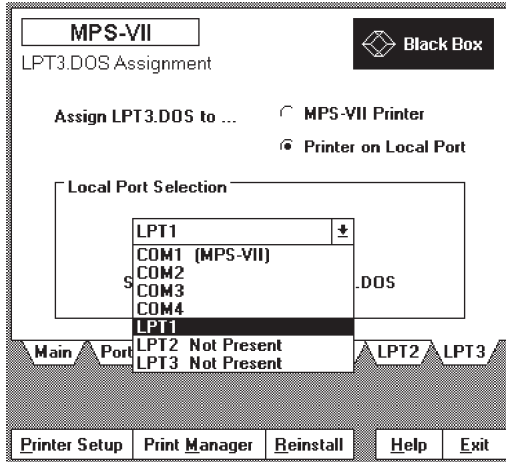 MPS-VII
Black Box
LPT3.DOS Assignment
Assign LPT3.DOS to ...
MPS-VII Printer
Printer on Local Port
Local Port Selection
LPT1
COM1 (MPS-VII)
COM2
COM3
COM4
LPT1
LPT2 Not Present
LPT3 Not Present
S
.DOS
Main
Port
LPT2
LPT3
Printer Setup
Print Manager
Reinstall
Help
Exit